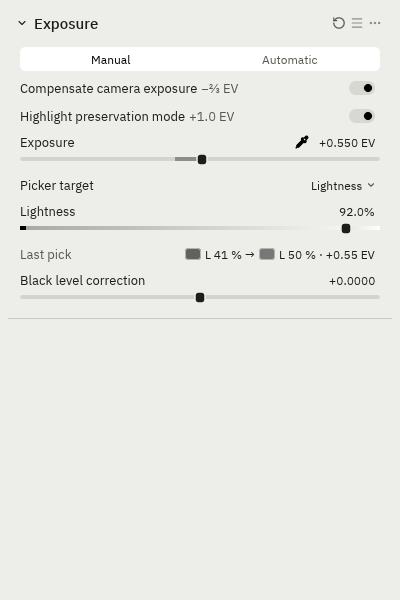 Exposure
Manual Automatic
Compensate camera exposure −⅔ EV
Highlight preservation mode +1.0 EV
Exposure +0.550 EV
Picker target Lightness
Lightness 92.0%
Last pick L 41 % → L 50 % · +0.55 EV
Black level correction +0.0000